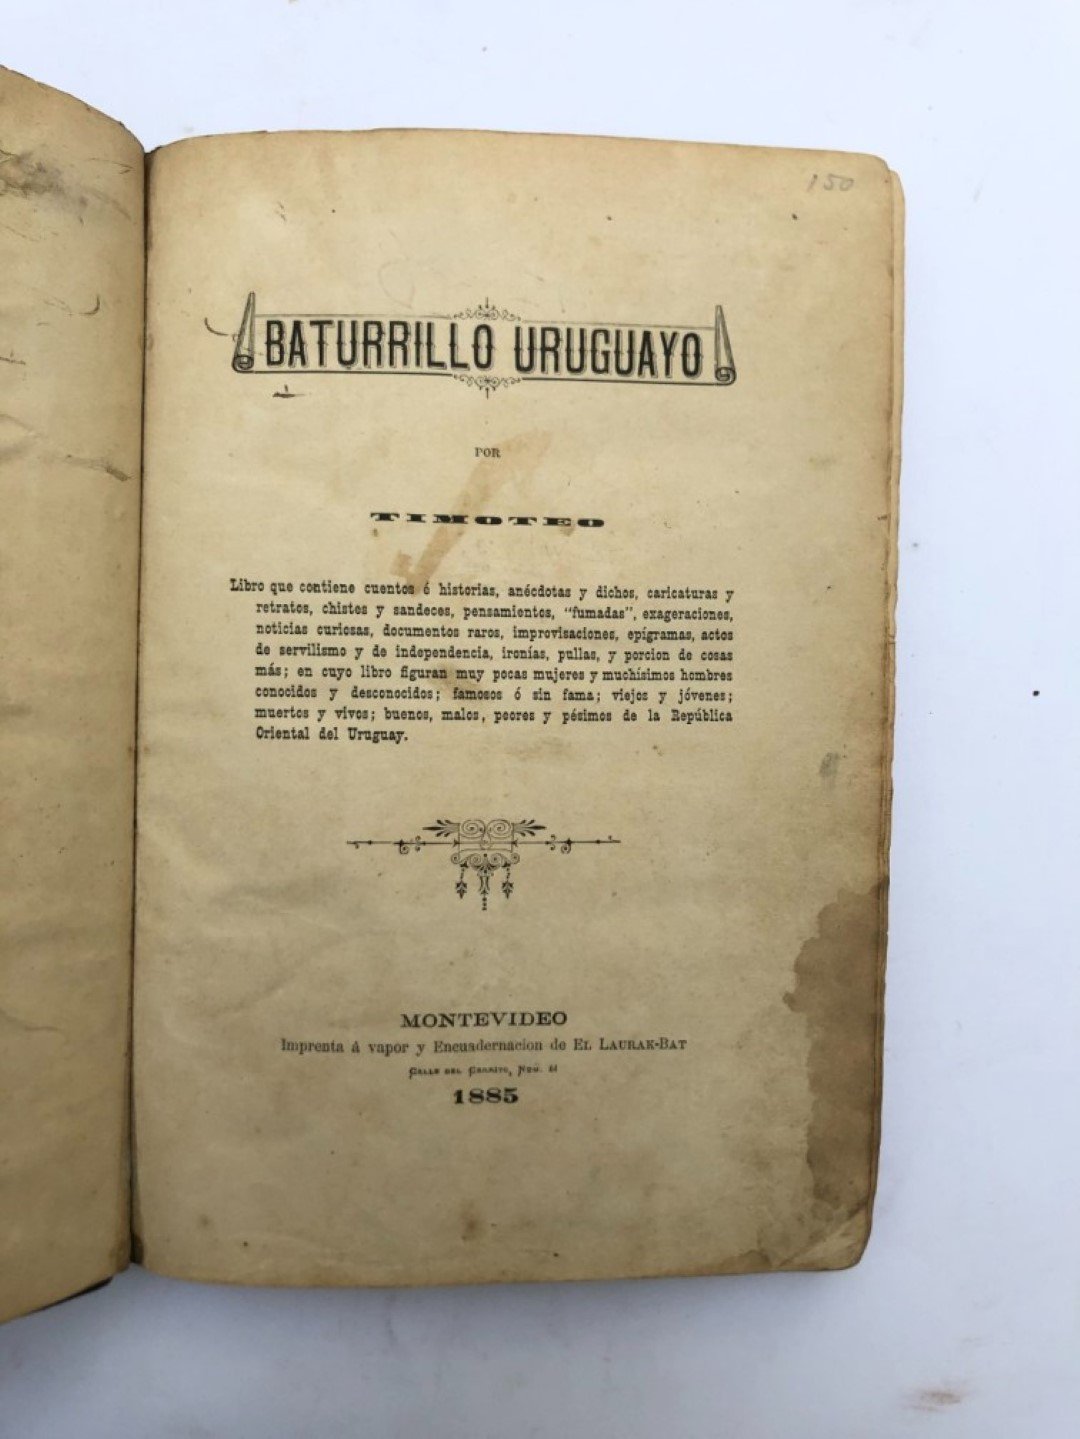 150
BATURRILLO URUGUAYO
POR
TIMOTEO
Libro que contiene cuentos ó historias, anécdotas y dichos, caricaturas y
retratos, chistes y sandeces, pensamientos, "fumadas", exageraciones,
noticias curiosas, documentos raros, improvisaciones, epígramas, actos
de servilismo y de independencia, ironías, pullas, y porcion de cosas
más; en cuyo libro figuran muy pocas mujeres y muchísimos hombres
conocidos y desconocidos; famosos ó sin fama; viejos y jóvenes;
muertos y vivos; buenos, malos, peores y pésimos de la República
Oriental del Uruguay.
MONTEVIDEO
Imprenta á vapor y Encuadernacion de EL LAURAK-BAT
CALLE DEL CERRITO, NÚM.
1885